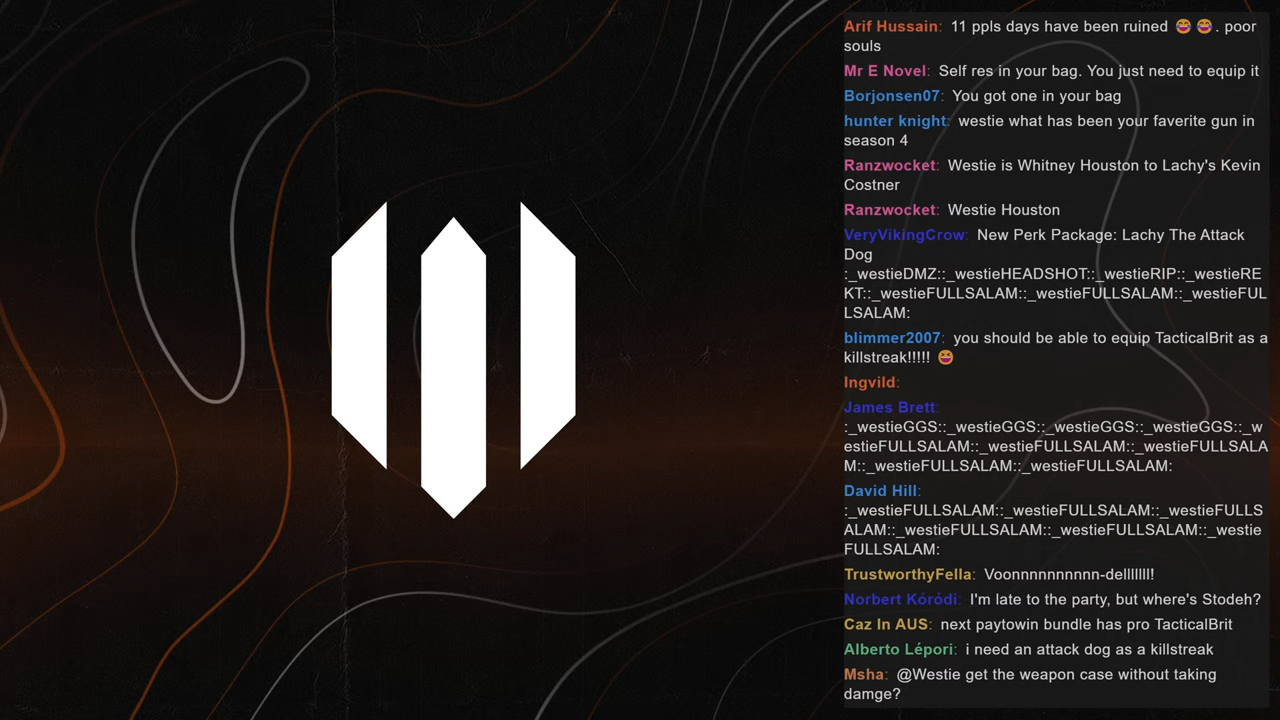 Arif Hussain: 11 ppls days have been ruined 😂 😂. poor
souls
Mr E Novel: Self res in your bag. You just need to equip it
Borjonsen07: You got one in your bag
hunter knight: westie what has been your faverite gun in
season 4
Ranzwocket: Westie is Whitney Houston to Lachy's Kevin
Costner
Ranzwocket: Westie Houston
VeryVikingCrow: New Perk Package: Lachy The Attack
Dog
:_westieDMZ::_westieHEADSHOT::_westieRIP::_westieRE
KT::_westieFULLSALAM::_westieFULLSALAM::_westieFUL
LSALAM:
blimmer2007: you should be able to equip TacticalBrit as a
killstreak!!!!! 😆
Ingvild:
James Brett:
:_westieGGS::_westieGGS::_westieGGS::_westieGGS::_w
estieFULLSALAM::_westieFULLSALAM::_westieFULLSALA
M::_westieFULLSALAM::_westieFULLSALAM:
David Hill:
:_westieFULLSALAM::_westieFULLSALAM::_westieFULLS
ALAM::_westieFULLSALAM::_westieFULLSALAM::_westie
FULLSALAM:
TrustworthyFella: Voonnnnnnnnnn-delllllll!
Norbert Kóródi: I'm late to the party, but where's Stodeh?
Caz In AUS: next paytowin bundle has pro TacticalBrit
Alberto Lépori: i need an attack dog as a killstreak
Msha: @Westie get the weapon case without taking
damge?